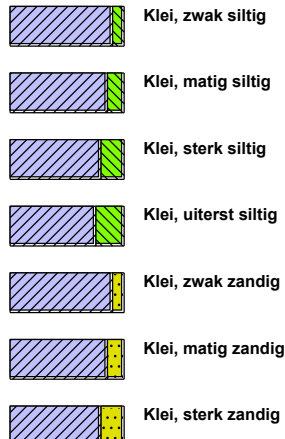 Klei, zwak siltig
Klei, matig siltig
Klei, sterk siltig
Klei, uiterst siltig
Klei, zwak zandig
Klei, matig zandig
Klei, sterk zandig